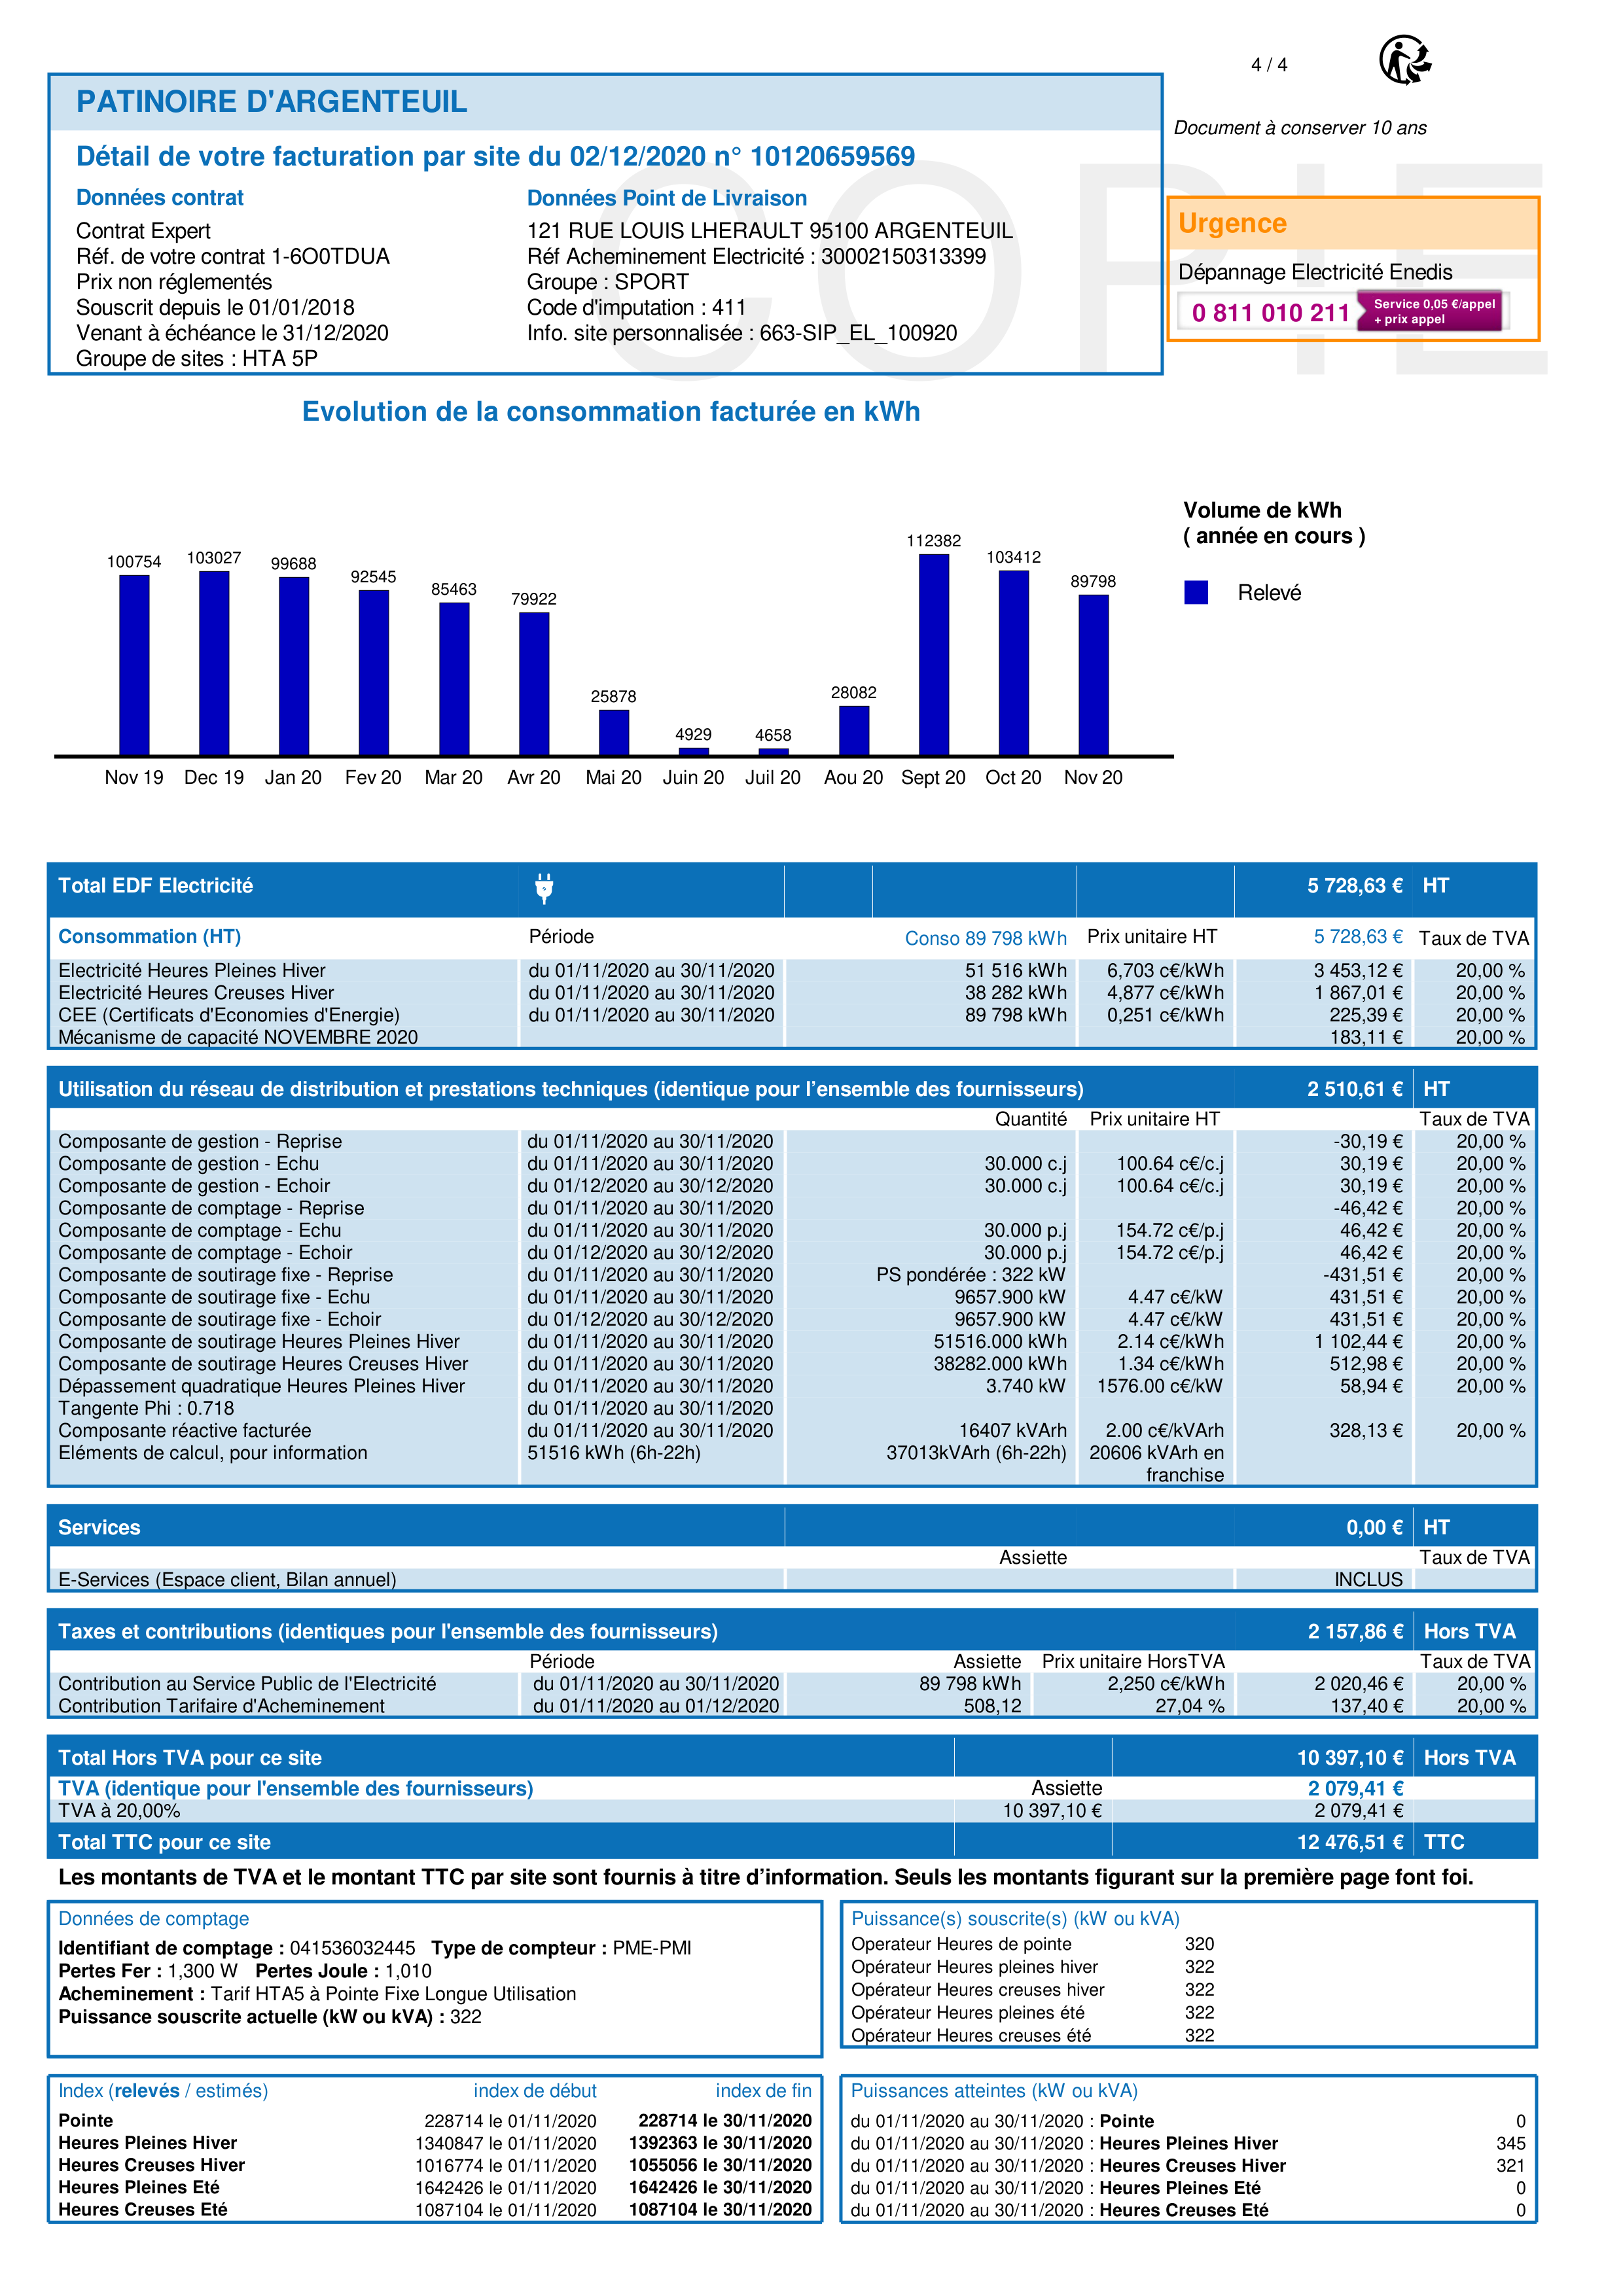 4 / 4
PATINOIRE D'ARGENTEUIL
Document à conserver 10 ans
Détail de votre facturation par site du 02/12/2020 n° 10120659569
COPIE
Données contrat Données Point de Livraison
Contrat Expert 121 RUE LOUIS LHERAULT 95100 ARGENTEUIL
Réf. de votre contrat 1-6O0TDUA Réf Acheminement Electricité : 30002150313399
Prix non réglementés Groupe : SPORT
Souscrit depuis le 01/01/2018 Code d'imputation : 411
Venant à échéance le 31/12/2020 Info. site personnalisée : 663-SIP_EL_100920
Groupe de sites : HTA 5P
Urgence
Dépannage Electricité Enedis
0 811 010 211 Service 0,05 €/appel
+ prix appel
Evolution de la consommation facturée en kWh
Volume de kWh
( année en cours )
Relevé
100754 103027 99688 92545 85463 79922 25878 4929 4658 28082 112382 103412 89798
Nov 19 Dec 19 Jan 20 Fev 20 Mar 20 Avr 20 Mai 20 Juin 20 Juil 20 Aou 20 Sept 20 Oct 20 Nov 20
Total EDF Electricité 5 728,63 € HT
Consommation (HT) Période Conso 89 798 kWh Prix unitaire HT 5 728,63 € Taux de TVA
Electricité Heures Pleines Hiver du 01/11/2020 au 30/11/2020 51 516 kWh 6,703 c€/kWh 3 453,12 € 20,00 %
Electricité Heures Creuses Hiver du 01/11/2020 au 30/11/2020 38 282 kWh 4,877 c€/kWh 1 867,01 € 20,00 %
CEE (Certificats d'Economies d'Energie) du 01/11/2020 au 30/11/2020 89 798 kWh 0,251 c€/kWh 225,39 € 20,00 %
Mécanisme de capacité NOVEMBRE 2020 183,11 € 20,00 %
Utilisation du réseau de distribution et prestations techniques (identique pour l’ensemble des fournisseurs) 2 510,61 € HT
Quantité Prix unitaire HT Taux de TVA
Composante de gestion - Reprise du 01/11/2020 au 30/11/2020 -30,19 € 20,00 %
Composante de gestion - Echu du 01/11/2020 au 30/11/2020 30.000 c.j 100.64 c€/c.j 30,19 € 20,00 %
Composante de gestion - Echoir du 01/12/2020 au 30/12/2020 30.000 c.j 100.64 c€/c.j 30,19 € 20,00 %
Composante de comptage - Reprise du 01/11/2020 au 30/11/2020 -46,42 € 20,00 %
Composante de comptage - Echu du 01/11/2020 au 30/11/2020 30.000 p.j 154.72 c€/p.j 46,42 € 20,00 %
Composante de comptage - Echoir du 01/12/2020 au 30/12/2020 30.000 p.j 154.72 c€/p.j 46,42 € 20,00 %
Composante de soutirage fixe - Reprise du 01/11/2020 au 30/11/2020 PS pondérée : 322 kW -431,51 € 20,00 %
Composante de soutirage fixe - Echu du 01/11/2020 au 30/11/2020 9657.900 kW 4.47 c€/kW 431,51 € 20,00 %
Composante de soutirage fixe - Echoir du 01/12/2020 au 30/12/2020 9657.900 kW 4.47 c€/kW 431,51 € 20,00 %
Composante de soutirage Heures Pleines Hiver du 01/11/2020 au 30/11/2020 51516.000 kWh 2.14 c€/kWh 1 102,44 € 20,00 %
Composante de soutirage Heures Creuses Hiver du 01/11/2020 au 30/11/2020 38282.000 kWh 1.34 c€/kWh 512,98 € 20,00 %
Dépassement quadratique Heures Pleines Hiver du 01/11/2020 au 30/11/2020 3.740 kW 1576.00 c€/kW 58,94 € 20,00 %
Tangente Phi : 0.718 du 01/11/2020 au 30/11/2020
Composante réactive facturée du 01/11/2020 au 30/11/2020 16407 kVArh 2.00 c€/kVArh 328,13 € 20,00 %
Eléments de calcul, pour information 51516 kWh (6h-22h) 37013kVArh (6h-22h) 20606 kVArh en
franchise
Services 0,00 € HT
Assiette Taux de TVA
E-Services (Espace client, Bilan annuel) INCLUS
Taxes et contributions (identiques pour l'ensemble des fournisseurs) 2 157,86 € Hors TVA
Période Assiette Prix unitaire HorsTVA Taux de TVA
Contribution au Service Public de l'Electricité du 01/11/2020 au 30/11/2020 89 798 kWh 2,250 c€/kWh 2 020,46 € 20,00 %
Contribution Tarifaire d'Acheminement du 01/11/2020 au 01/12/2020 508,12 27,04 % 137,40 € 20,00 %
Total Hors TVA pour ce site 10 397,10 € Hors TVA
TVA (identique pour l'ensemble des fournisseurs) Assiette 2 079,41 €
TVA à 20,00% 10 397,10 € 2 079,41 €
Total TTC pour ce site 12 476,51 € TTC
Les montants de TVA et le montant TTC par site sont fournis à titre d’information. Seuls les montants figurant sur la première page font foi.
Données de comptage
Identifiant de comptage : 041536032445 Type de compteur : PME-PMI
Pertes Fer : 1,300 W Pertes Joule : 1,010
Acheminement : Tarif HTA5 à Pointe Fixe Longue Utilisation
Puissance souscrite actuelle (kW ou kVA) : 322
Puissance(s) souscrite(s) (kW ou kVA)
Operateur Heures de pointe 320
Opérateur Heures pleines hiver 322
Opérateur Heures creuses hiver 322
Opérateur Heures pleines été 322
Opérateur Heures creuses été 322
Index (relevés / estimés) index de début index de fin
Pointe 228714 le 01/11/2020 228714 le 30/11/2020
Heures Pleines Hiver 1340847 le 01/11/2020 1392363 le 30/11/2020
Heures Creuses Hiver 1016774 le 01/11/2020 1055056 le 30/11/2020
Heures Pleines Eté 1642426 le 01/11/2020 1642426 le 30/11/2020
Heures Creuses Eté 1087104 le 01/11/2020 1087104 le 30/11/2020
Puissances atteintes (kW ou kVA)
du 01/11/2020 au 30/11/2020 : Pointe 0
du 01/11/2020 au 30/11/2020 : Heures Pleines Hiver 345
du 01/11/2020 au 30/11/2020 : Heures Creuses Hiver 321
du 01/11/2020 au 30/11/2020 : Heures Pleines Eté 0
du 01/11/2020 au 30/11/2020 : Heures Creuses Eté 0